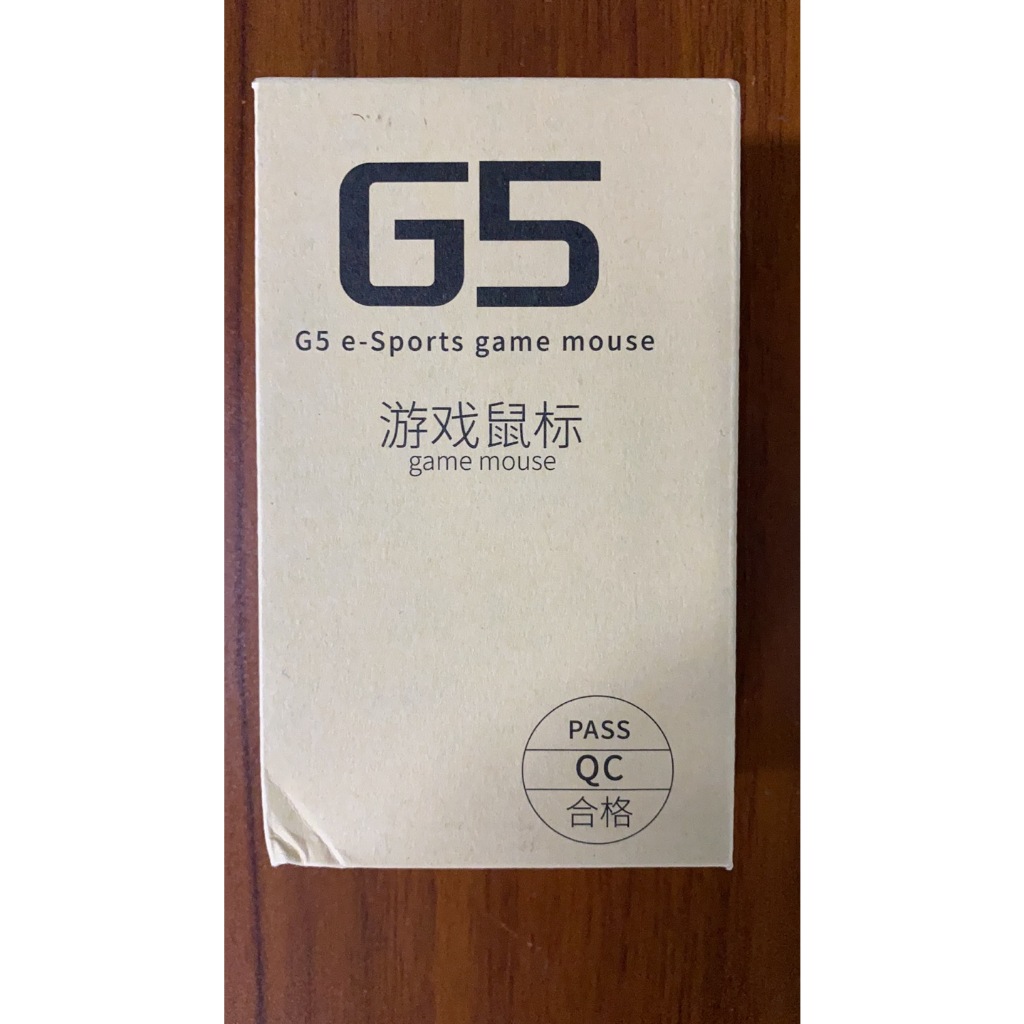 G5
G5 e-Sports game mouse
游戏鼠标
game mouse
PASS
QC
合格